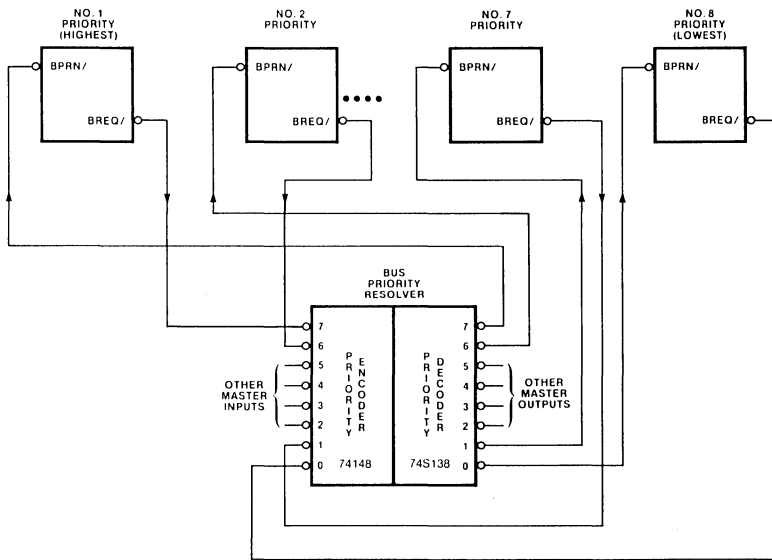 NO. 1
PRIORITY
(HIGHEST)
NO. 2
PRIORITY
NO. 7
PRIORITY
NO. 8
PRIORITY
(LOWEST)
BPRN/
BREQ/
BPRN/
BREQ/
BPRN/
BREQ/
BPRN/
BREQ/
BUS
PRIORITY
RESOLVER
7
6
5
4
3
2
1
0
OTHER
MASTER
INPUTS
PRIORITY
ENCODER
74148
PRIORITY
DECODER
74S138
7
6
5
4
3
2
1
0
OTHER
MASTER
OUTPUTS